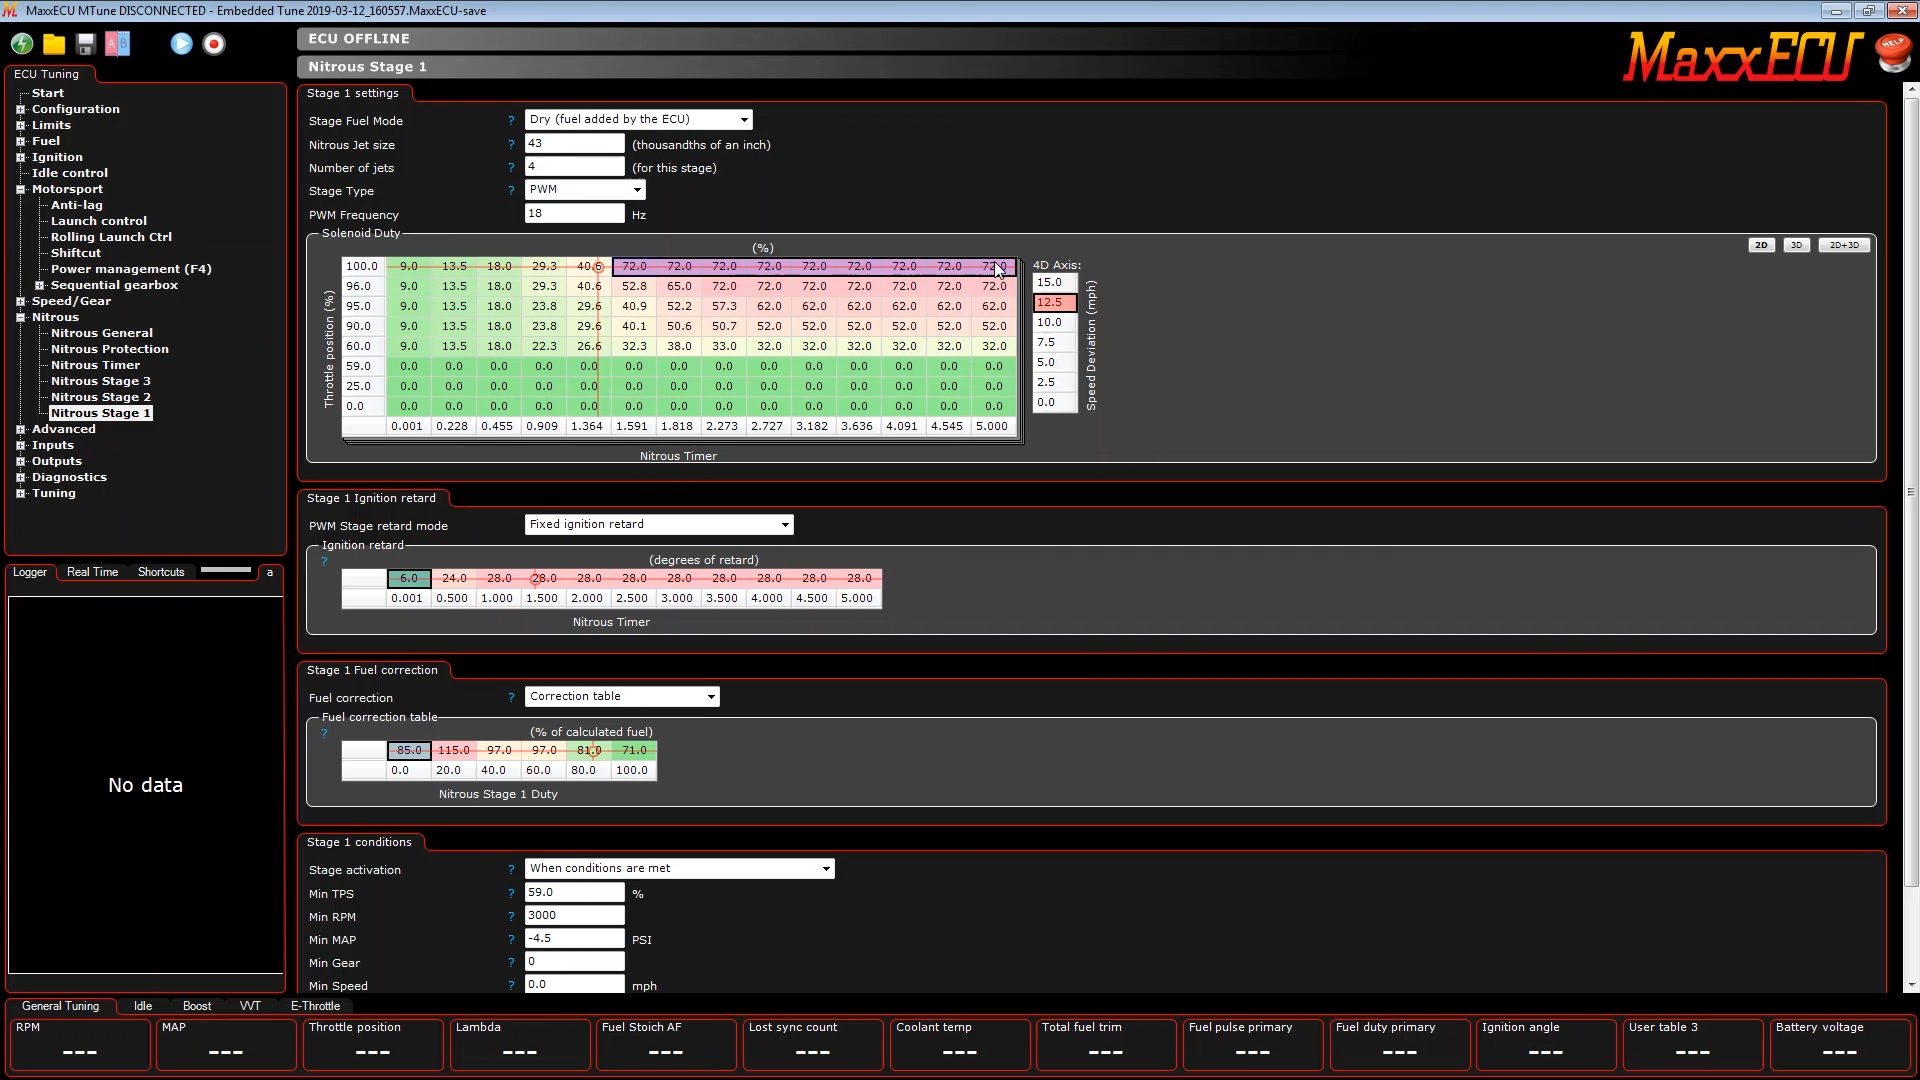 MaxxECU MTune DISCONNECTED - Embedded Tune 2019-03-12_160557.MaxxECU-save
A B
ECU OFFLINE
Nitrous Stage 1
MaxxECU
HELP
ECU Tuning
Start
Configuration
Limits
Fuel
Ignition
Idle control
Motorsport
Anti-lag
Launch control
Rolling Launch Ctrl
Shiftcut
Power management (F4)
Sequential gearbox
Speed/Gear
Nitrous
Nitrous General
Nitrous Protection
Nitrous Timer
Nitrous Stage 3
Nitrous Stage 2
Nitrous Stage 1
Advanced
Inputs
Outputs
Diagnostics
Tuning
Logger Real Time Shortcuts a
No data
Stage 1 settings
Stage Fuel Mode ? Dry (fuel added by the ECU)
Nitrous Jet size ? 43 (thousandths of an inch)
Number of jets ? 4 (for this stage)
Stage Type ? PWM
PWM Frequency 18 Hz
Solenoid Duty
(%)
2D 3D 2D+3D
100.0 9.0 13.5 18.0 29.3 40.6 72.0 72.0 72.0 72.0 72.0 72.0 72.0 72.0 72.0
96.0 9.0 13.5 18.0 29.3 40.6 52.8 65.0 72.0 72.0 72.0 72.0 72.0 72.0 72.0
95.0 9.0 13.5 18.0 23.8 29.6 40.9 52.2 57.3 62.0 62.0 62.0 62.0 62.0 62.0
90.0 9.0 13.5 18.0 23.8 29.6 40.1 50.6 50.7 52.0 52.0 52.0 52.0 52.0 52.0
60.0 9.0 13.5 18.0 22.3 26.6 32.3 38.0 33.0 32.0 32.0 32.0 32.0 32.0 32.0
59.0 0.0 0.0 0.0 0.0 0.0 0.0 0.0 0.0 0.0 0.0 0.0 0.0 0.0 0.0
25.0 0.0 0.0 0.0 0.0 0.0 0.0 0.0 0.0 0.0 0.0 0.0 0.0 0.0 0.0
0.0 0.0 0.0 0.0 0.0 0.0 0.0 0.0 0.0 0.0 0.0 0.0 0.0 0.0 0.0
0.001 0.228 0.455 0.909 1.364 1.591 1.818 2.273 2.727 3.182 3.636 4.091 4.545 5.000
Throttle position (%)
Nitrous Timer
4D Axis:
15.0
12.5
10.0
7.5
5.0
2.5
0.0
Speed Deviation (mph)
Stage 1 Ignition retard
PWM Stage retard mode Fixed ignition retard
Ignition retard
? (degrees of retard)
6.0 24.0 28.0 28.0 28.0 28.0 28.0 28.0 28.0 28.0 28.0
0.001 0.500 1.000 1.500 2.000 2.500 3.000 3.500 4.000 4.500 5.000
Nitrous Timer
Stage 1 Fuel correction
Fuel correction ? Correction table
Fuel correction table
? (% of calculated fuel)
85.0 115.0 97.0 97.0 81.0 71.0
0.0 20.0 40.0 60.0 80.0 100.0
Nitrous Stage 1 Duty
Stage 1 conditions
Stage activation ? When conditions are met
Min TPS ? 59.0 %
Min RPM ? 3000
Min MAP ? -4.5 PSI
Min Gear ? 0
Min Speed ? 0.0 mph
General Tuning Idle Boost VVT E-Throttle
RPM MAP Throttle position Lambda Fuel Stoich AF Lost sync count Coolant temp Total fuel trim Fuel pulse primary Fuel duty primary Ignition angle User table 3 Battery voltage
--- --- --- --- --- --- --- --- --- --- --- --- ---